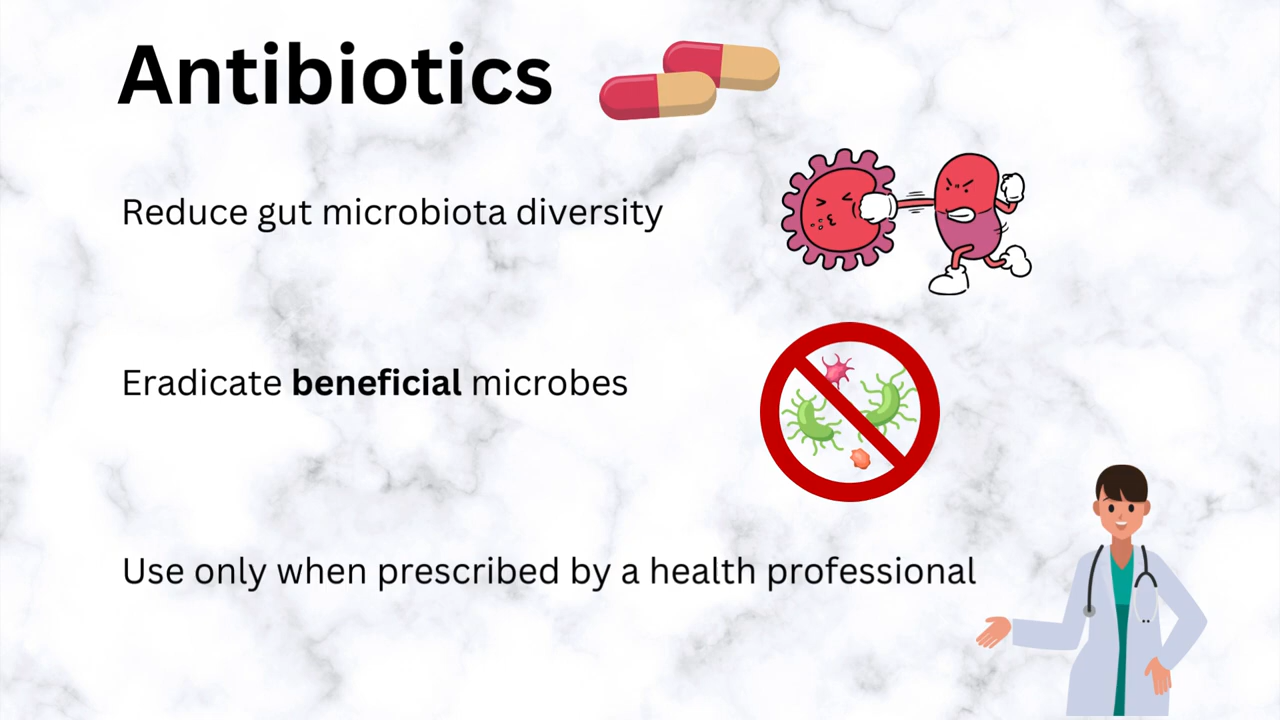 Antibiotics
Reduce gut microbiota diversity
Eradicate beneficial microbes
Use only when prescribed by a health professional